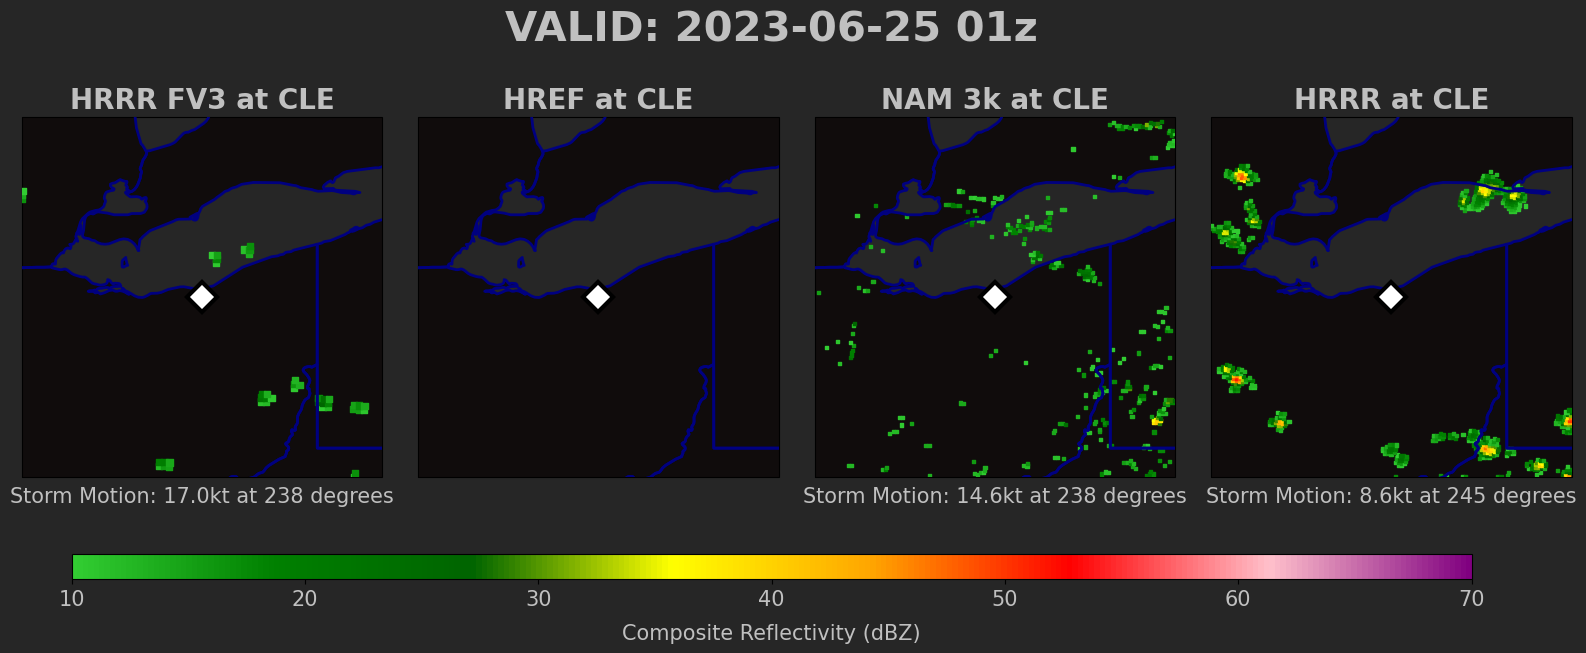 VALID: 2023-06-25 01z
HRRR FV3 at CLE
HREF at CLE
NAM 3k at CLE
HRRR at CLE
Storm Motion: 17.0kt at 238 degrees
Storm Motion: 14.6kt at 238 degrees
Storm Motion: 8.6kt at 245 degrees
10 20 30 40 50 60 70
Composite Reflectivity (dBZ)